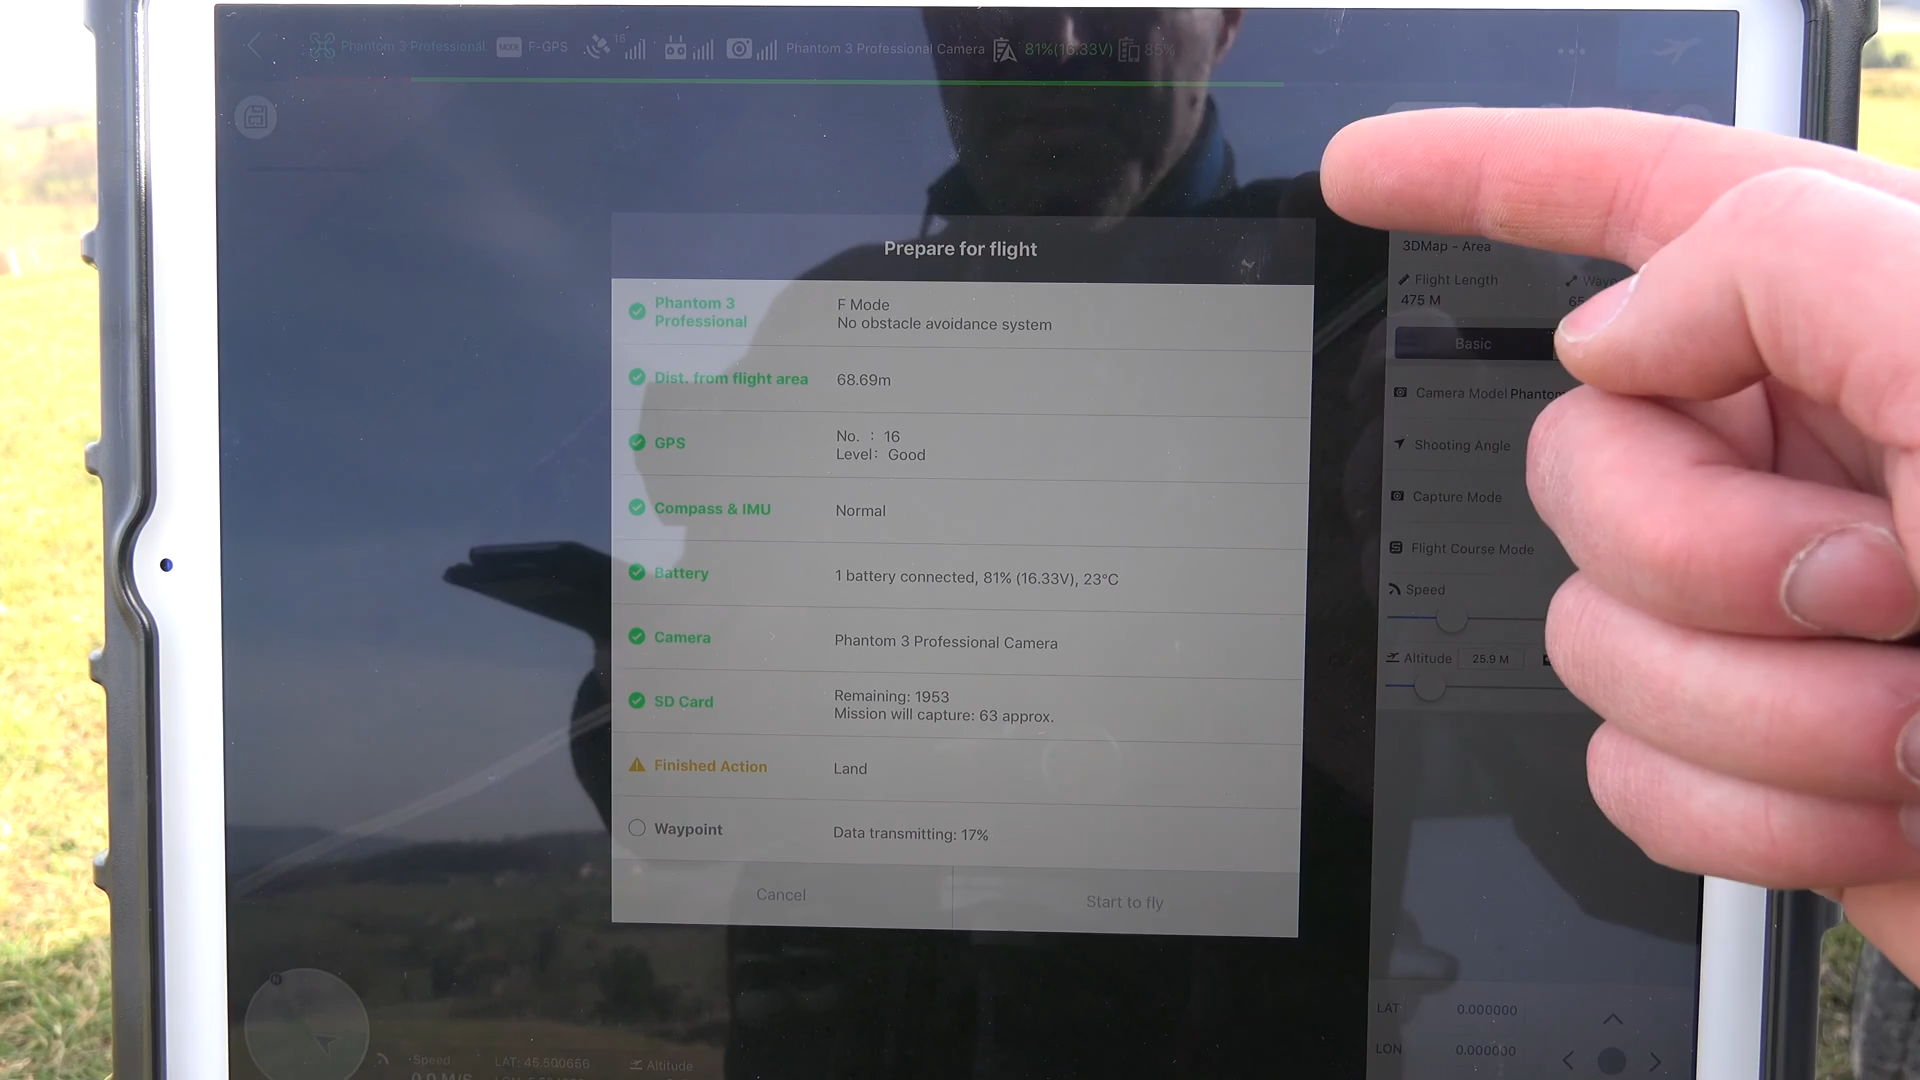 Phantom 3 Professional MODE F-GPS 16 Phantom 3 Professional Camera 81%(16.33V) 85%
Prepare for flight
Phantom 3
Professional
F Mode
No obstacle avoidance system
Dist. from flight area 68.69m
GPS
No. : 16
Level: Good
Compass & IMU Normal
Battery 1 battery connected, 81% (16.33V), 23°C
Camera Phantom 3 Professional Camera
SD Card
Remaining: 1953
Mission will capture: 63 approx.
Finished Action Land
Waypoint Data transmitting: 17%
Cancel Start to fly
3DMap - Area
Flight Length
475 M
Basic
Camera Model Phantom
Shooting Angle
Capture Mode
Flight Course Mode
Speed
Altitude 25.9 M
LAT 0.000000
LON 0.000000
N
Speed LAT: 45.500656 Altitude
0.0 M/S